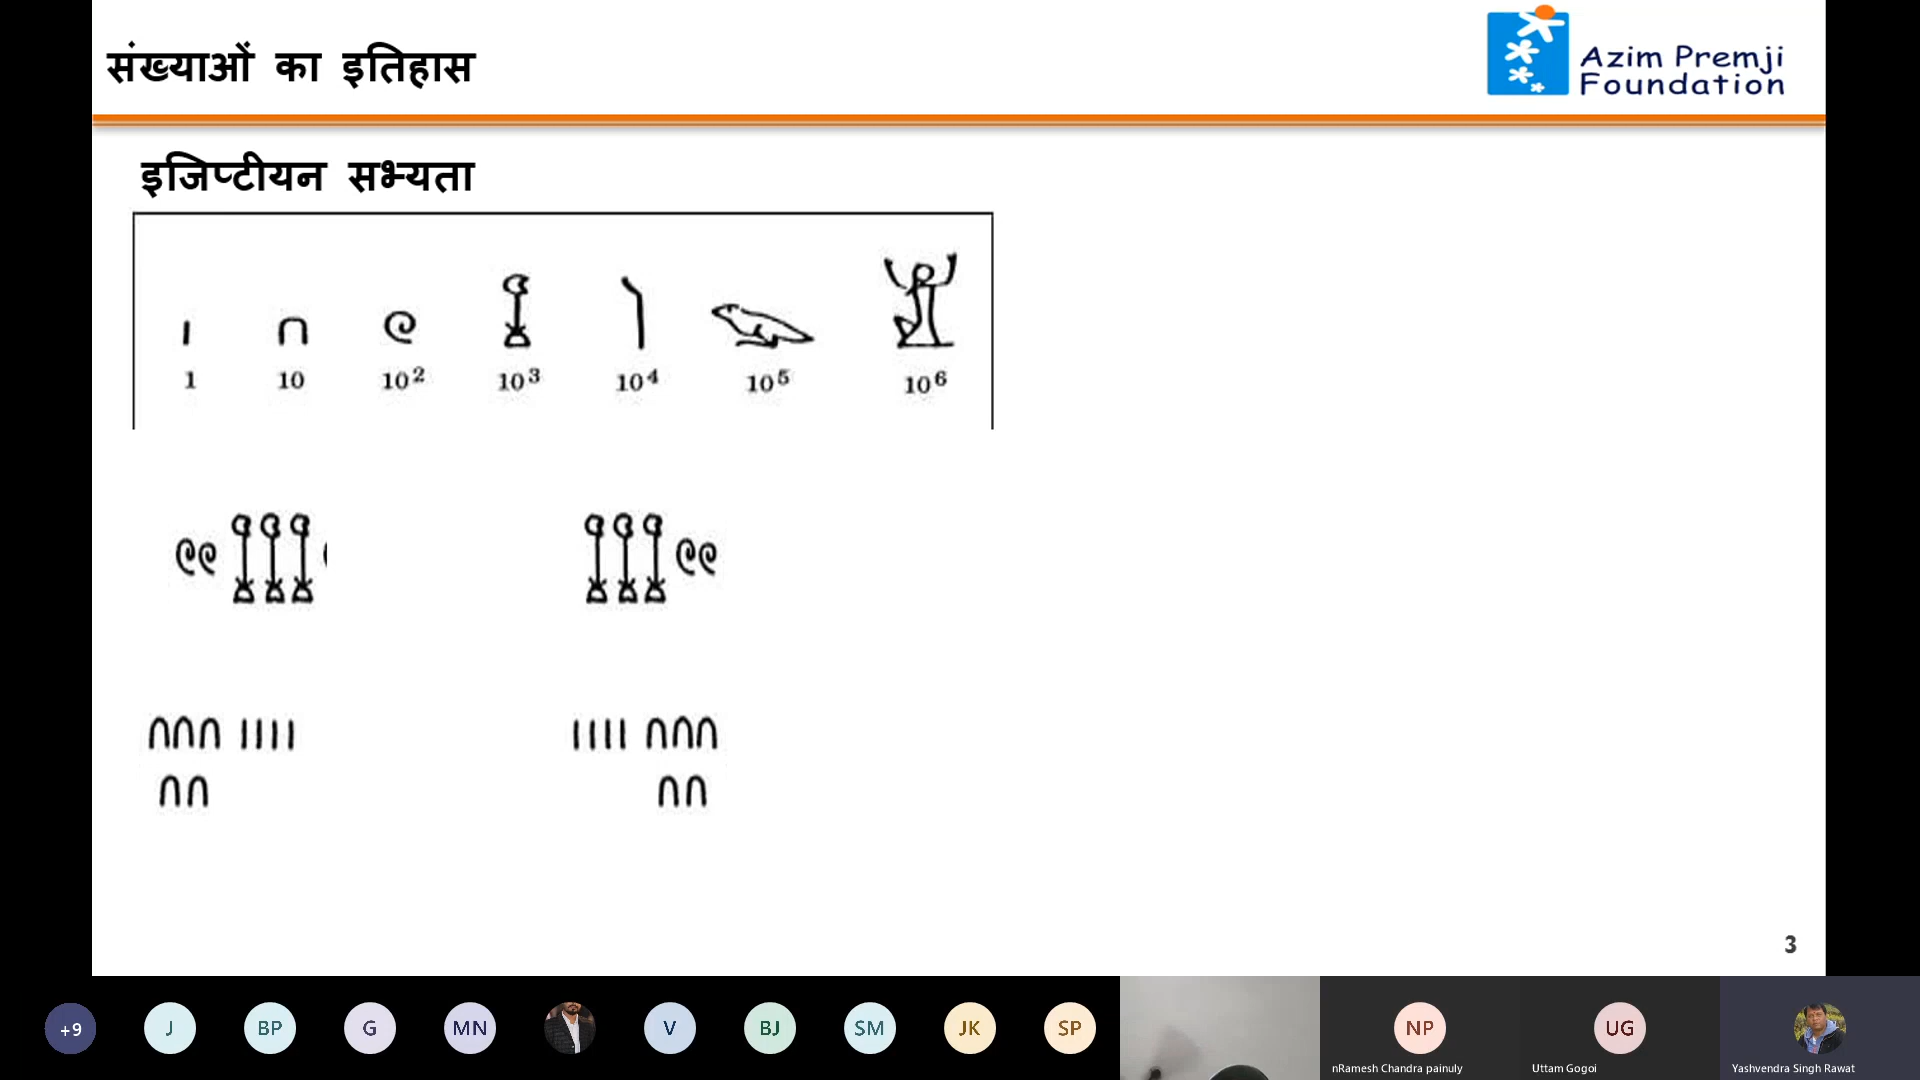 संख्याओं का इतिहास
Azim Premji
Foundation
इजिप्टीयन सभ्यता
1 10 10² 10³ 10⁴ 10⁵ 10⁶
3
+9 J BP G MN V BJ SM JK SP NP UG
nRamesh Chandra painuly Uttam Gogoi Yashvendra Singh Rawat